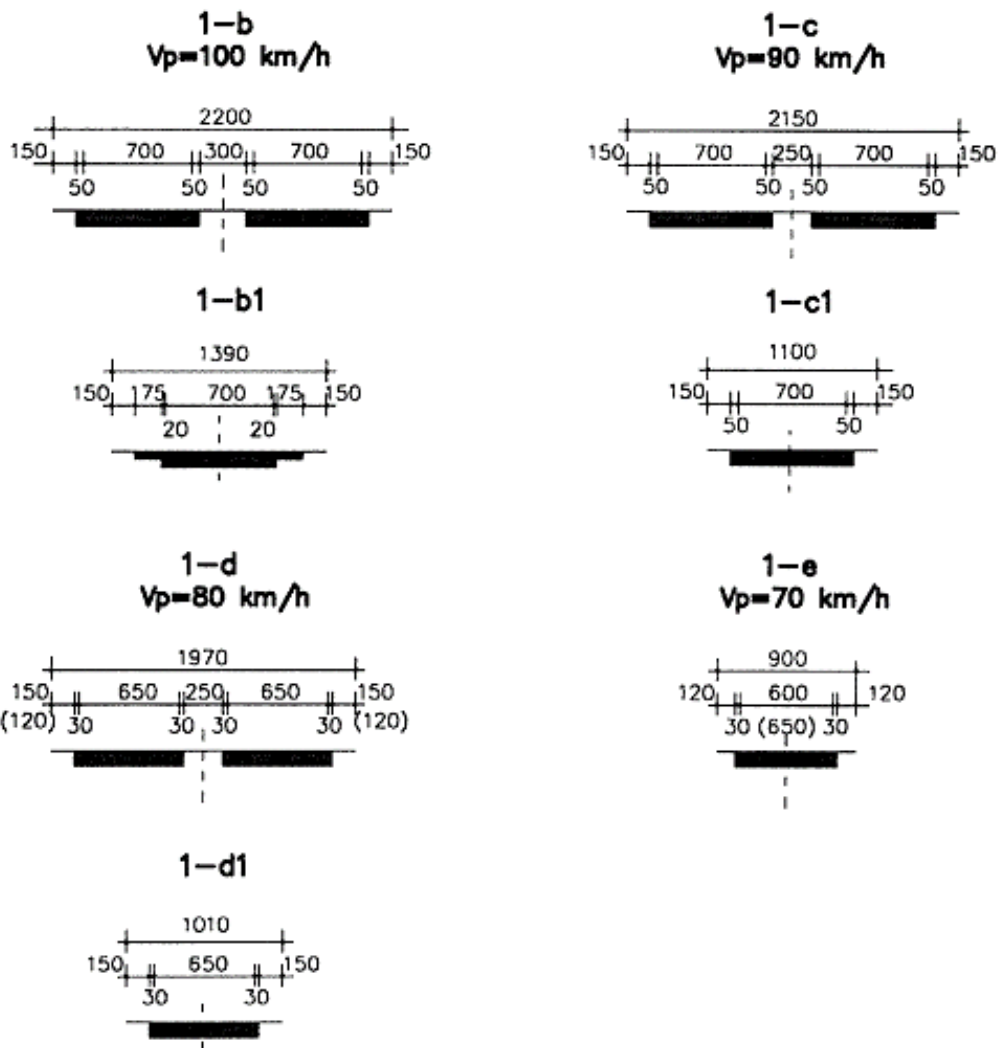 1-b
Vp=100 km/h
2200
150 700 300 700 150
50 50 50 50
1-c
Vp=90 km/h
2150
150 700 250 700 150
50 50 50 50
1-b1
1390
150 175 700 175 150
20 20
1-c1
1100
150 700 150
50 50
1-d
Vp=80 km/h
1970
150 650 250 650 150
(120) 30 30 30 30 (120)
1-e
Vp=70 km/h
900
120 600 120
30 (650) 30
1-d1
1010
150 650 150
30 30